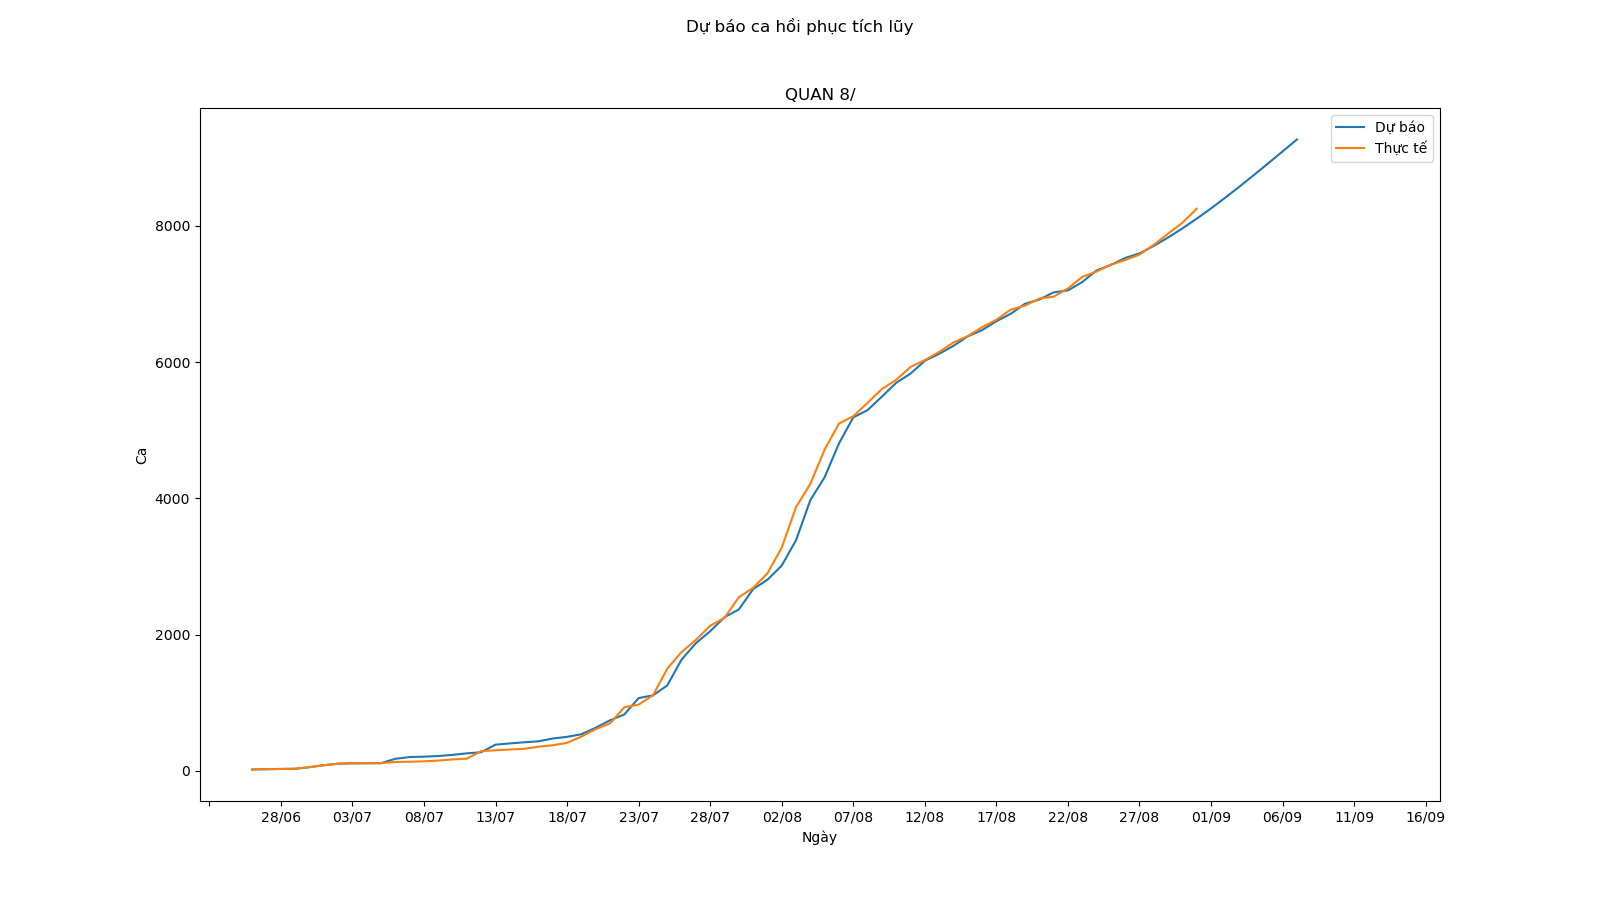 Dự báo ca hồi phục tích lũy
QUAN 8/
Dự báo
Thực tế
8000
6000
4000
2000
0
Ca
28/06 03/07 08/07 13/07 18/07 23/07 28/07 02/08 07/08 12/08 17/08 22/08 27/08 01/09 06/09 11/09 16/09
Ngày